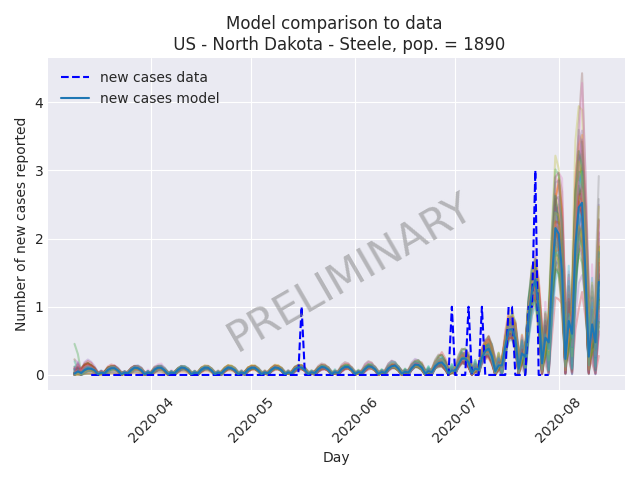 Model comparison to data
US - North Dakota - Steele, pop. = 1890
new cases data
new cases model
Number of new cases reported
4
3
2
1
0
PRELIMINARY
2020-04
2020-05
2020-06
2020-07
2020-08
Day